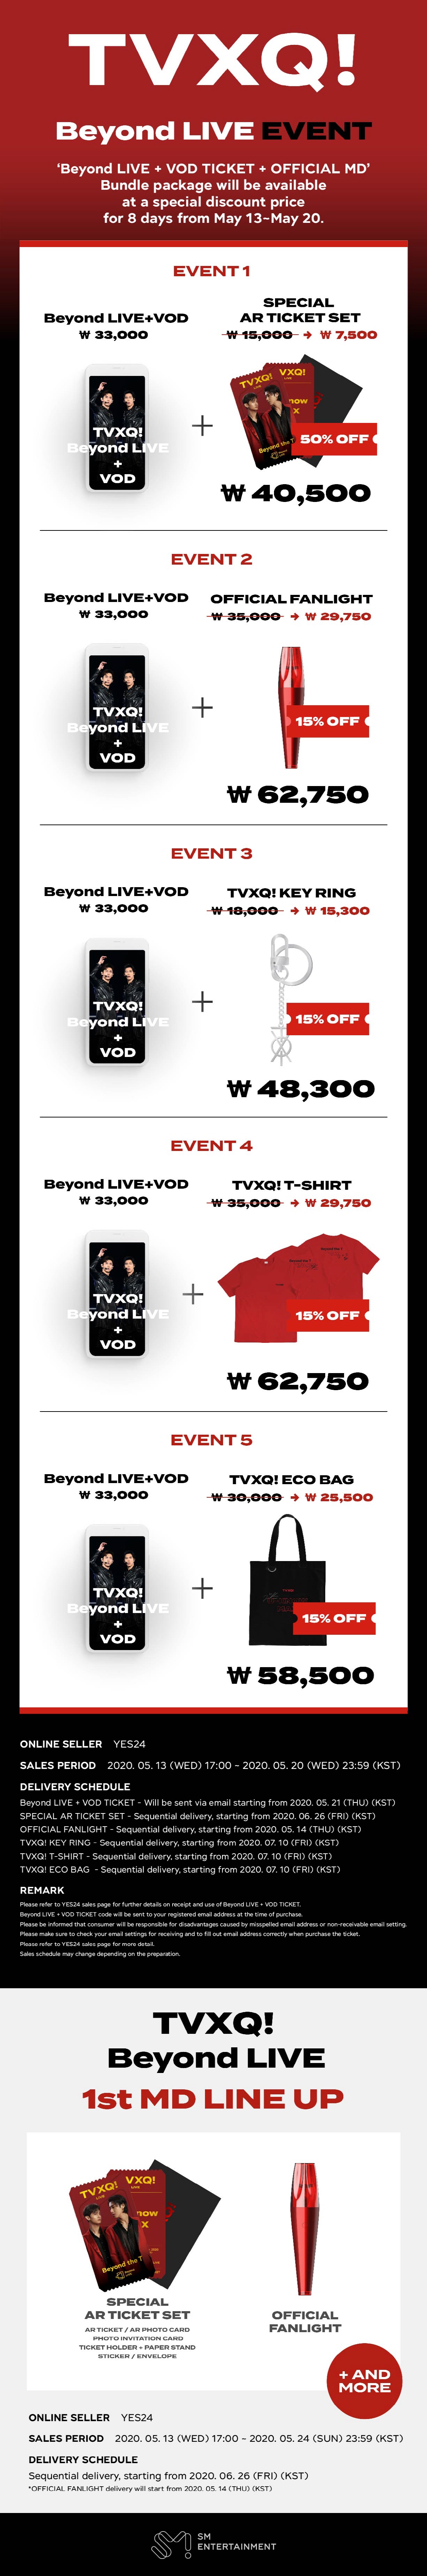 TVXQ!
Beyond LIVE EVENT
‘Beyond LIVE + VOD TICKET + OFFICIAL MD’
Bundle package will be available
at a special discount price
for 8 days from May 13~May 20.
EVENT 1
Beyond LIVE+VOD
₩ 33,000
SPECIAL
AR TICKET SET
₩ 15,000 → ₩ 7,500
TVXQ!
Beyond LIVE
+
VOD
+
TVXQ!
LIVE
VXQ!
LIVE
now
X
Beyond the T
50% OFF
₩ 40,500
EVENT 2
Beyond LIVE+VOD
₩ 33,000
OFFICIAL FANLIGHT
₩ 35,000 → ₩ 29,750
TVXQ!
Beyond LIVE
+
VOD
+
15% OFF
₩ 62,750
EVENT 3
Beyond LIVE+VOD
₩ 33,000
TVXQ! KEY RING
₩ 18,000 → ₩ 15,300
TVXQ!
Beyond LIVE
+
VOD
+
15% OFF
₩ 48,300
EVENT 4
Beyond LIVE+VOD
₩ 33,000
TVXQ! T-SHIRT
₩ 35,000 → ₩ 29,750
TVXQ!
Beyond LIVE
+
VOD
+
15% OFF
₩ 62,750
EVENT 5
Beyond LIVE+VOD
₩ 33,000
TVXQ! ECO BAG
₩ 30,000 → ₩ 25,500
TVXQ!
Beyond LIVE
+
VOD
+
15% OFF
₩ 58,500
ONLINE SELLER YES24
SALES PERIOD 2020. 05. 13 (WED) 17:00 – 2020. 05. 20 (WED) 23:59 (KST)
DELIVERY SCHEDULE
Beyond LIVE + VOD TICKET – Will be sent via email starting from 2020. 05. 21 (THU) (KST)
SPECIAL AR TICKET SET – Sequential delivery, starting from 2020. 06. 26 (FRI) (KST)
OFFICIAL FANLIGHT – Sequential delivery, starting from 2020. 05. 14 (THU) (KST)
TVXQ! KEY RING – Sequential delivery, starting from 2020. 07. 10 (FRI) (KST)
TVXQ! T-SHIRT – Sequential delivery, starting from 2020. 07. 10 (FRI) (KST)
TVXQ! ECO BAG – Sequential delivery, starting from 2020. 07. 10 (FRI) (KST)
REMARK
Please refer to YES24 sales page for further details on receipt and use of Beyond LIVE + VOD TICKET.
Beyond LIVE + VOD TICKET code will be sent to your registered email address at the time of purchase.
Please be informed that consumer will be responsible for disadvantages caused by misspelled email address or non-receivable email setting.
Please make sure to check your email settings for receiving and to fill out email address correctly when purchase the ticket.
Please refer to YES24 sales page for more detail.
Sales schedule may change depending on the preparation.
TVXQ!
Beyond LIVE
1st MD LINE UP
TVXQ!
LIVE
VXQ!
LIVE
now
X
Beyond the T
SPECIAL
AR TICKET SET
AR TICKET / AR PHOTO CARD
PHOTO INVITATION CARD
TICKET HOLDER + PAPER STAND
STICKER / ENVELOPE
OFFICIAL
FANLIGHT
+ AND
MORE
ONLINE SELLER YES24
SALES PERIOD 2020. 05. 13 (WED) 17:00 – 2020. 05. 24 (SUN) 23:59 (KST)
DELIVERY SCHEDULE
Sequential delivery, starting from 2020. 06. 26 (FRI) (KST)
*OFFICIAL FANLIGHT delivery will start from 2020. 05. 14 (THU) (KST)
SM
ENTERTAINMENT